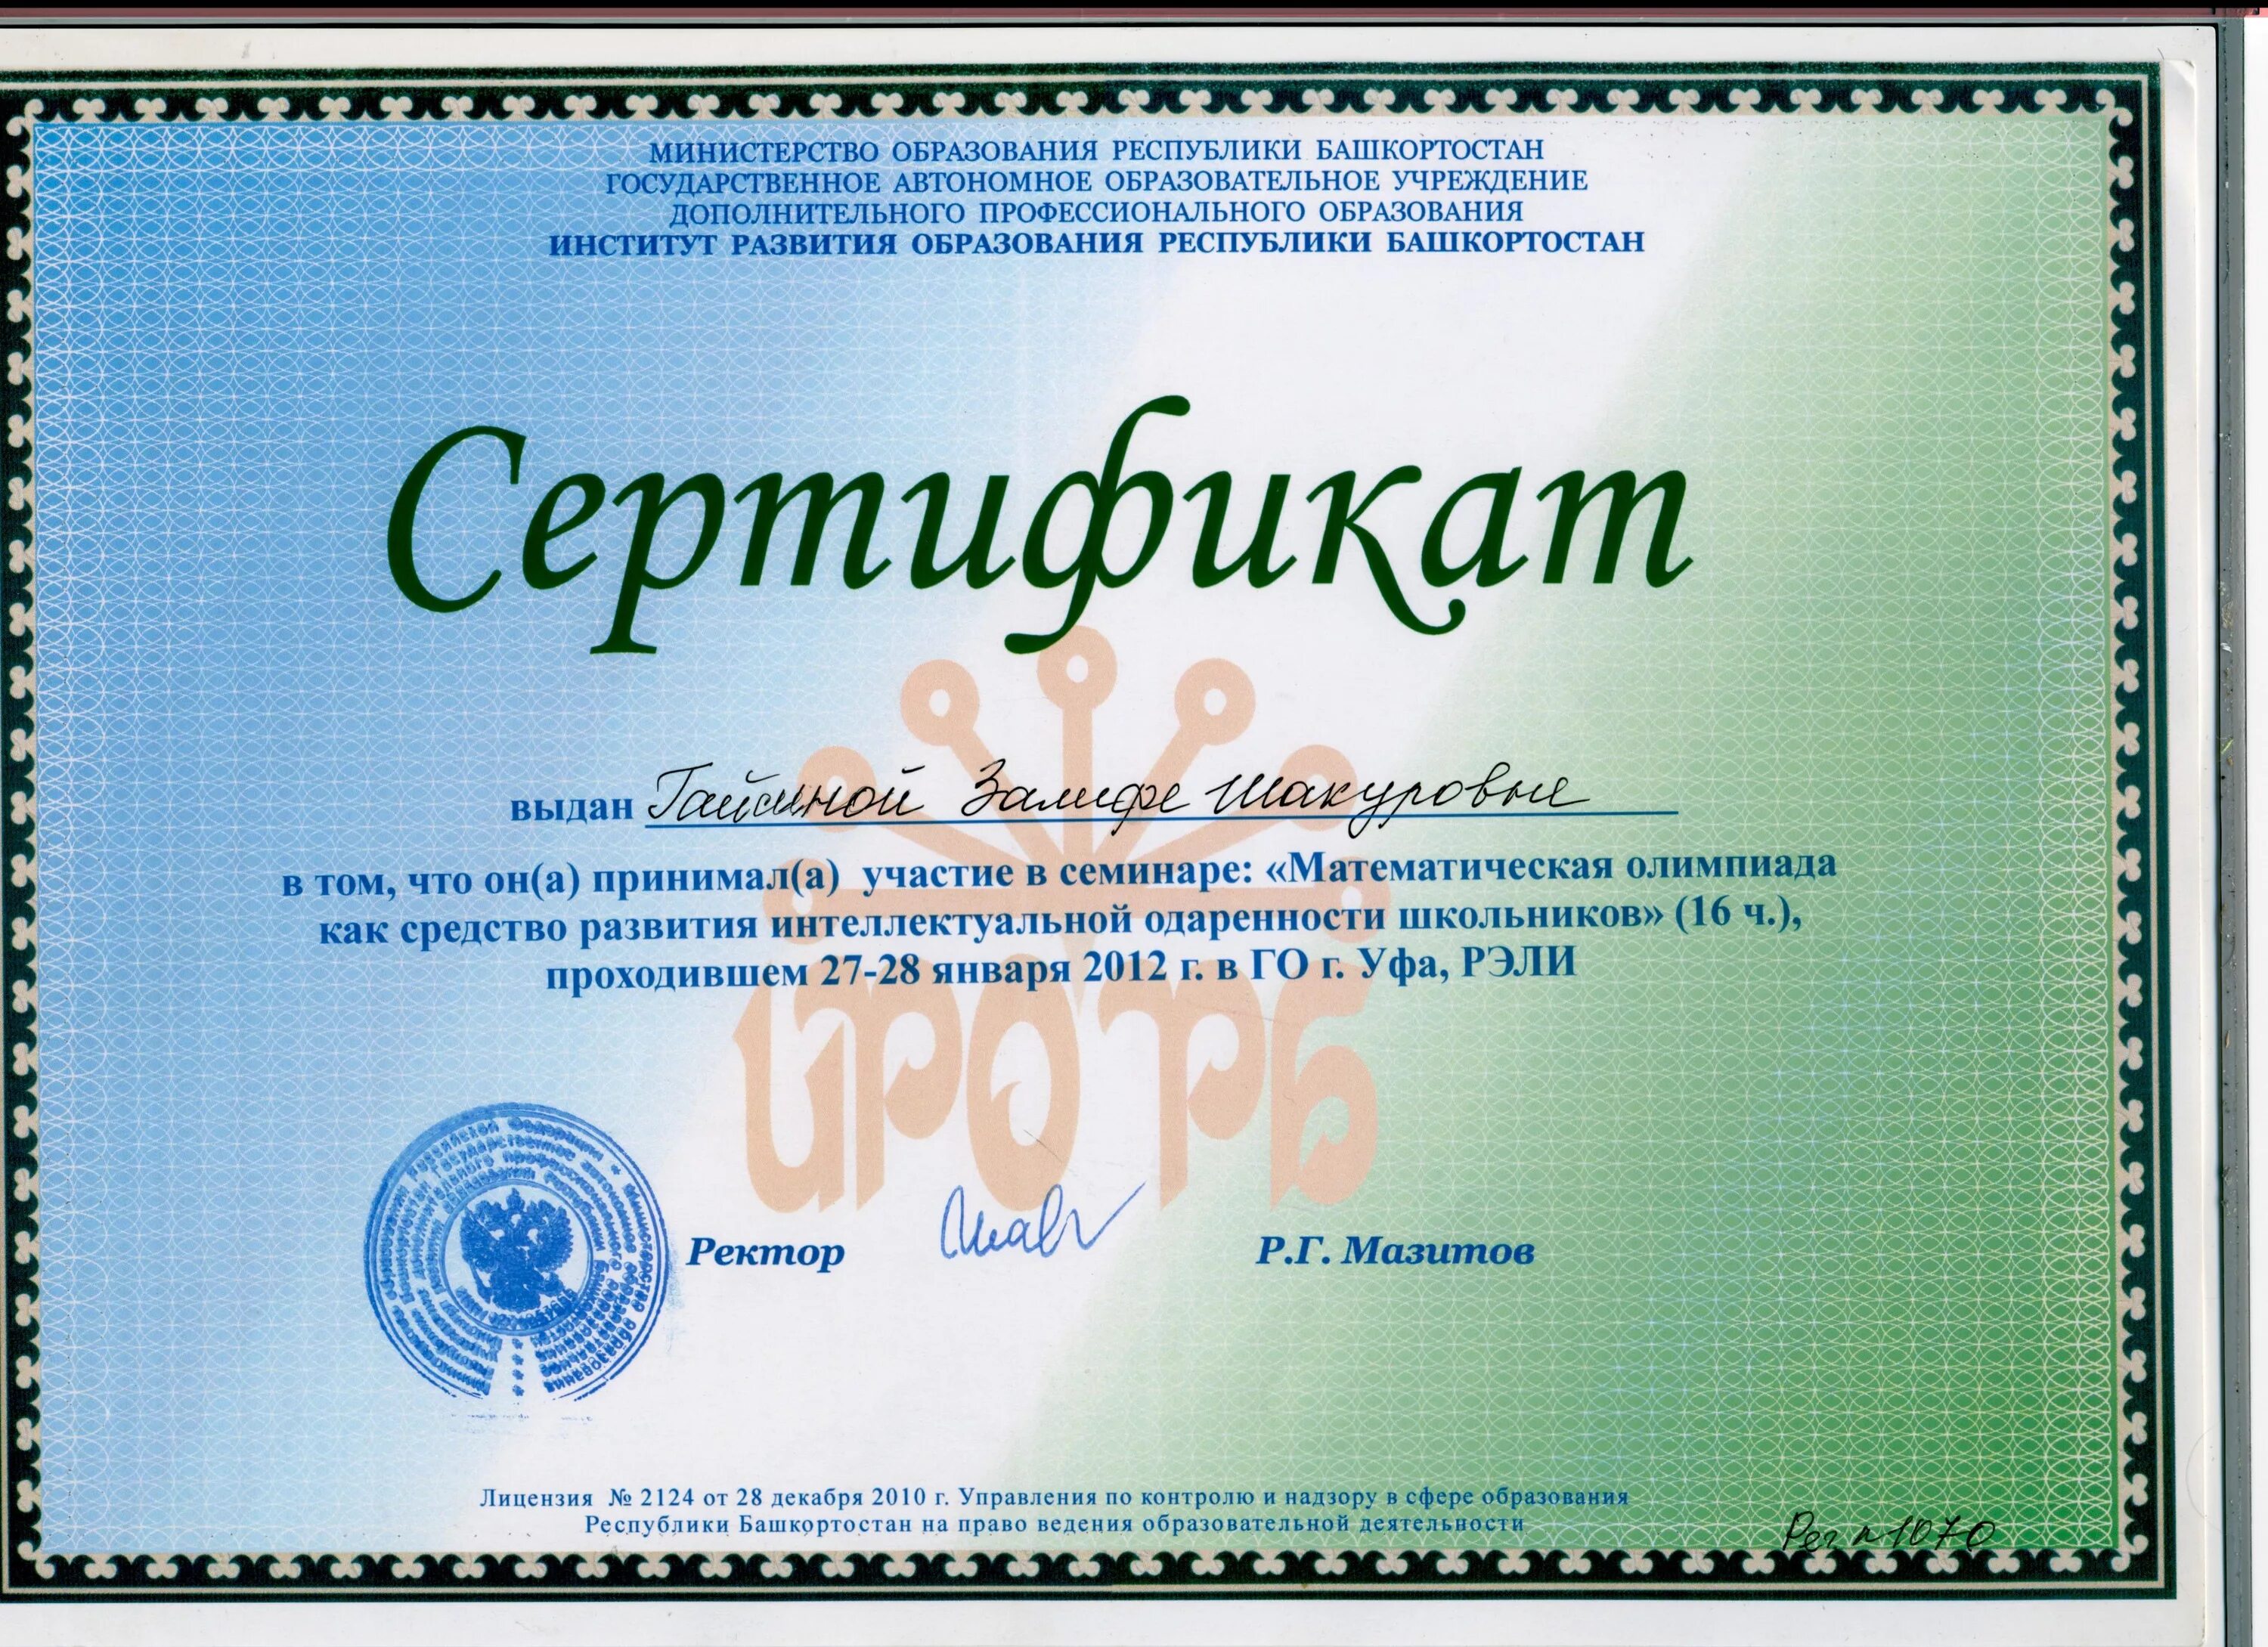 МИНИСТЕРСТВО ОБРАЗОВАНИЯ РЕСПУБЛИКИ БАШКОРТОСТАН
ГОСУДАРСТВЕННОЕ АВТОНОМНОЕ ОБРАЗОВАТЕЛЬНОЕ УЧРЕЖДЕНИЕ
ДОПОЛНИТЕЛЬНОГО ПРОФЕССИОНАЛЬНОГО ОБРАЗОВАНИЯ
ИНСТИТУТ РАЗВИТИЯ ОБРАЗОВАНИЯ РЕСПУБЛИКИ БАШКОРТОСТАН
Сертификат
выдан Гайсиной Замфе Шакуровне
в том, что он(а) принимал(а) участие в семинаре: «Математическая олимпиада
как средство развития интеллектуальной одаренности школьников» (16 ч.),
проходившем 27-28 января 2012 г. в ГО г. Уфа, РЭЛИ
ИРО РБ
Ректор Р.Г. Мазитов
Лицензия № 2124 от 28 декабря 2010 г. Управления по контролю и надзору в сфере образования
Республики Башкортостан на право ведения образовательной деятельности
Рег n 1070